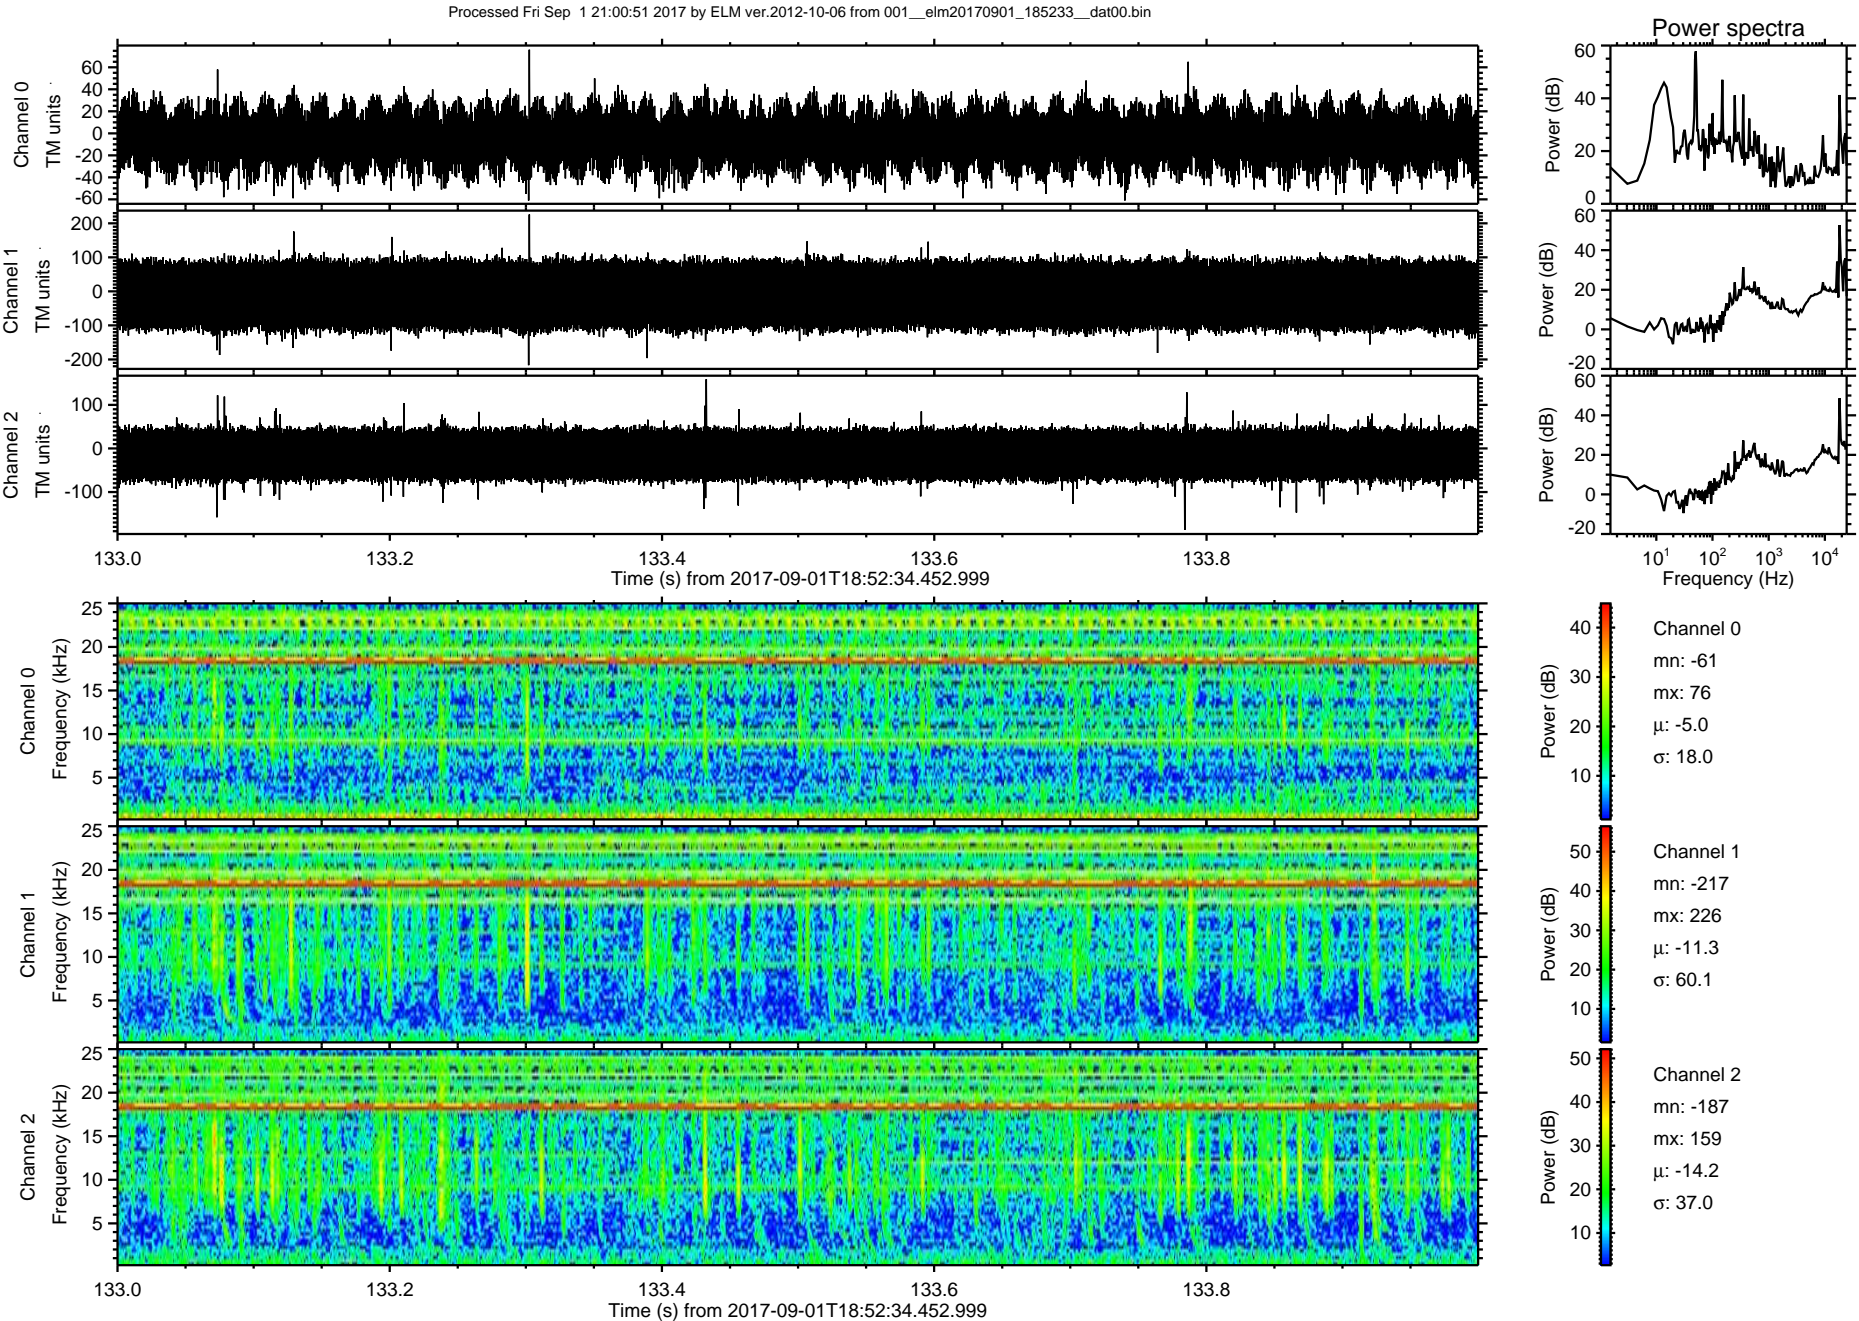 Processed Fri Sep  1 21:00:51 2017 by ELM ver.2012-10-06 from 001__elm20170901_185233__dat00.bin
Power spectra
Channel 0
TM units
60
40
20
0
-20
-40
-60
Power (dB)
60
40
20
0
Channel 1
TM units
200
100
0
-100
-200
Power (dB)
60
40
20
0
-20
Channel 2
TM units
100
0
-100
Power (dB)
60
40
20
0
-20
133.0 133.2 133.4 133.6 133.8
Time (s) from 2017-09-01T18:52:34.452.999
10^1 10^2 10^3 10^4
Frequency (Hz)
Channel 0
Frequency (kHz)
25
20
15
10
5
Power (dB)
40
30
20
10
Channel 0
mn: -61
mx: 76
μ: -5.0
σ: 18.0
Channel 1
Frequency (kHz)
25
20
15
10
5
Power (dB)
50
40
30
20
10
Channel 1
mn: -217
mx: 226
μ: -11.3
σ: 60.1
Channel 2
Frequency (kHz)
25
20
15
10
5
Power (dB)
50
40
30
20
10
Channel 2
mn: -187
mx: 159
μ: -14.2
σ: 37.0
133.0 133.2 133.4 133.6 133.8
Time (s) from 2017-09-01T18:52:34.452.999